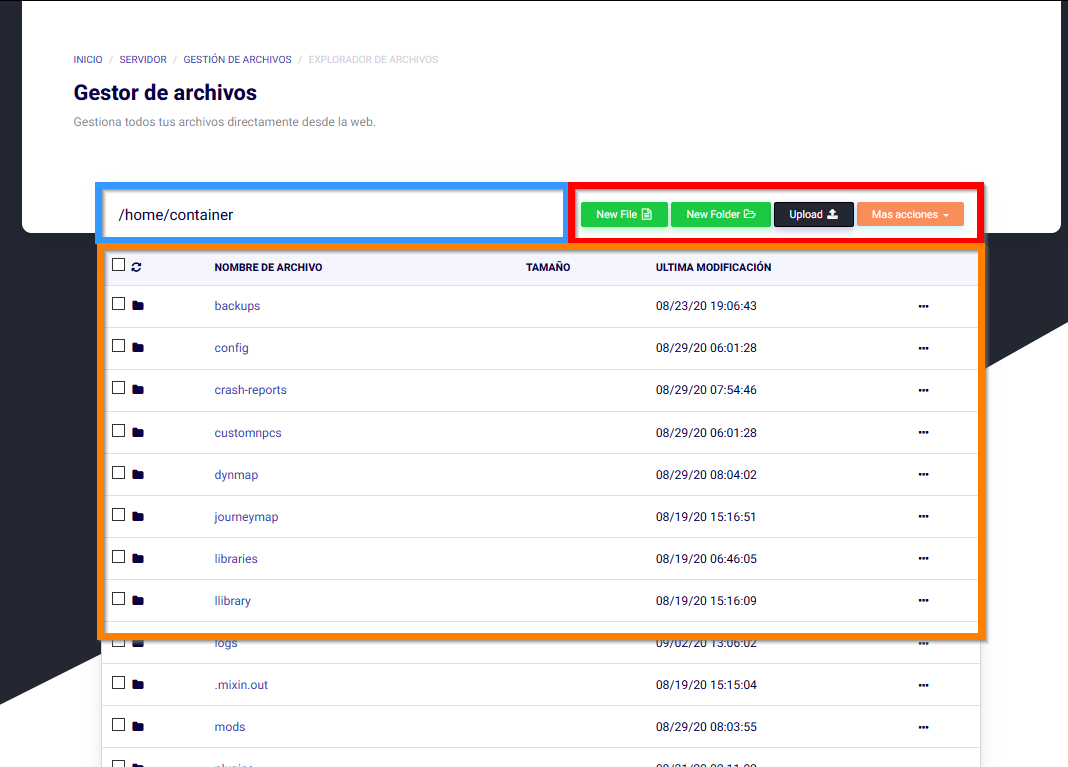 INICIO / SERVIDOR / GESTIÓN DE ARCHIVOS / EXPLORADOR DE ARCHIVOS
Gestor de archivos
Gestiona todos tus archivos directamente desde la web.
/home/container New File New Folder Upload Mas acciones
NOMBRE DE ARCHIVO TAMAÑO ULTIMA MODIFICACIÓN
backups 08/23/20 19:06:43
config 08/29/20 06:01:28
crash-reports 08/29/20 07:54:46
customnpcs 08/29/20 06:01:28
dynmap 08/29/20 08:04:02
journeymap 08/19/20 15:16:51
libraries 08/19/20 06:46:05
llibrary 08/19/20 15:16:09
logs 09/02/20 13:06:02
.mixin.out 08/19/20 15:15:04
mods 08/29/20 08:03:55